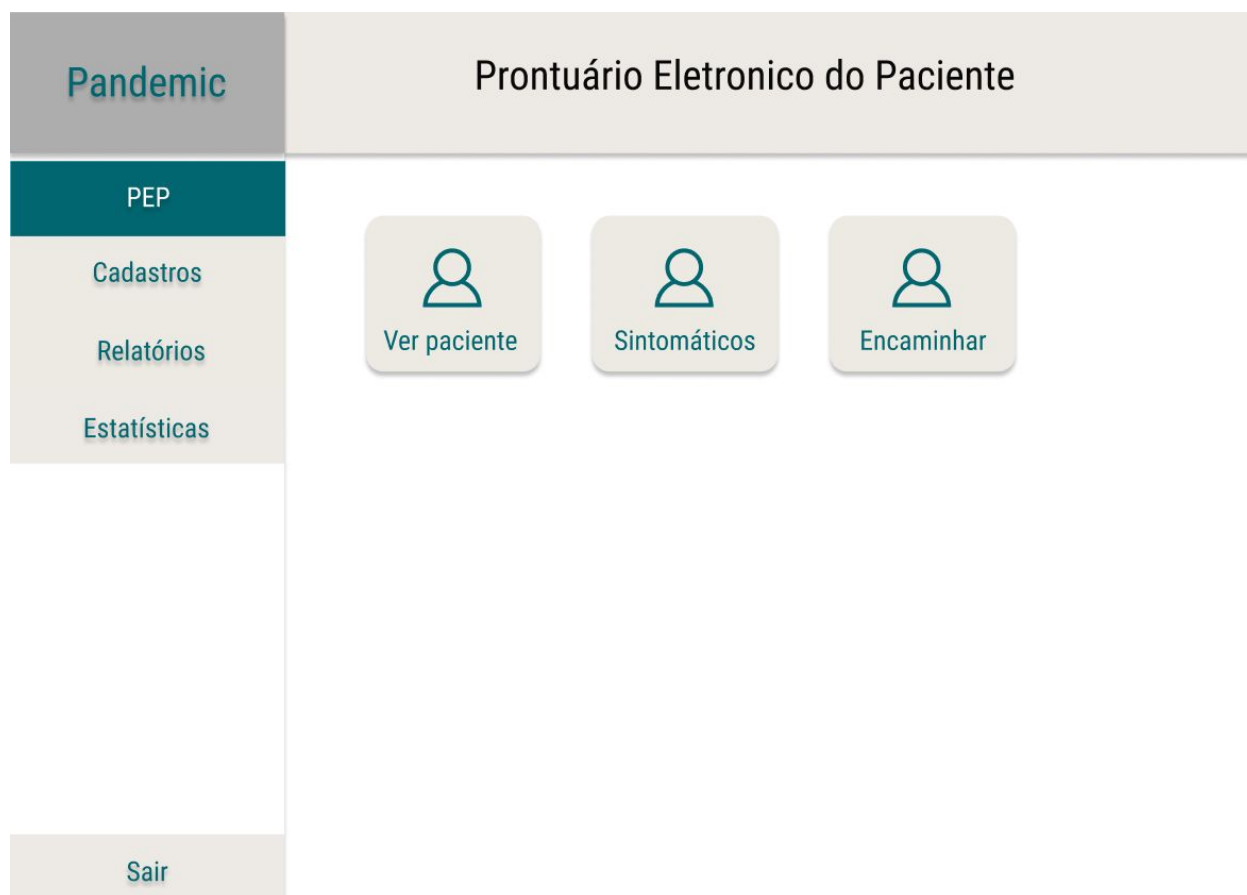 Pandemic
Prontuário Eletronico do Paciente
PEP
Cadastros
Relatórios
Estatísticas
Sair
Ver paciente
Sintomáticos
Encaminhar